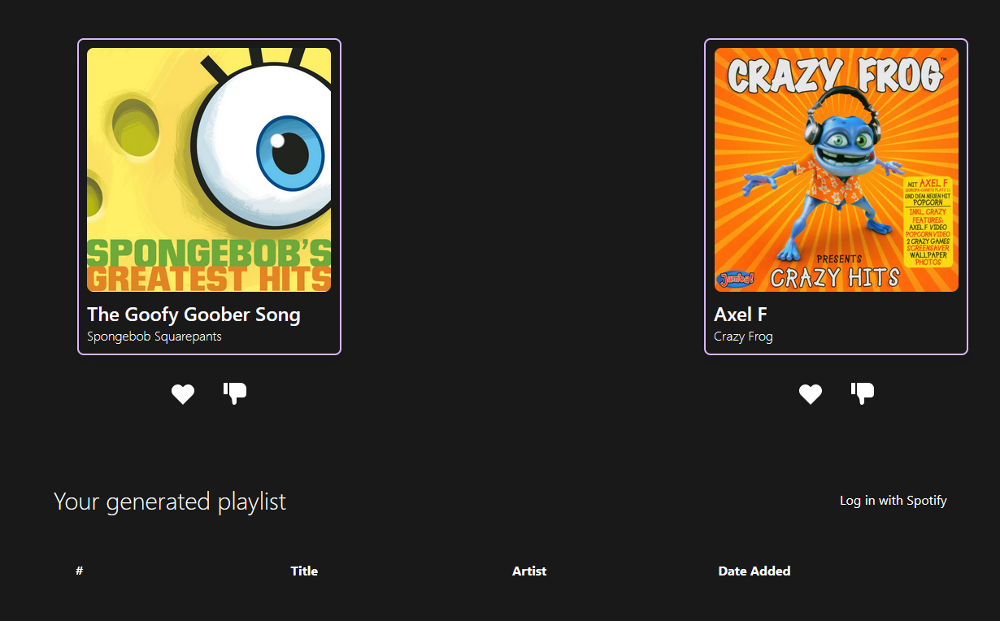 SPONGEBOB'S
GREATEST HITS
The Goofy Goober Song
Spongebob Squarepants
CRAZY FROG™
MIT AXEL F
(EUROPA-CHARTS PLATZ 1)
UND DEM NEUEN HIT
POPCORN
INKL. CRAZY
FEATURES:
AXEL F VIDEO
POPCORN VIDEO
2 CRAZY GAMES
SCREENSAVER
WALLPAPER
PHOTOS
PRESENTS
Jamba!
CRAZY HITS
Axel F
Crazy Frog
Your generated playlist
Log in with Spotify
# Title Artist Date Added